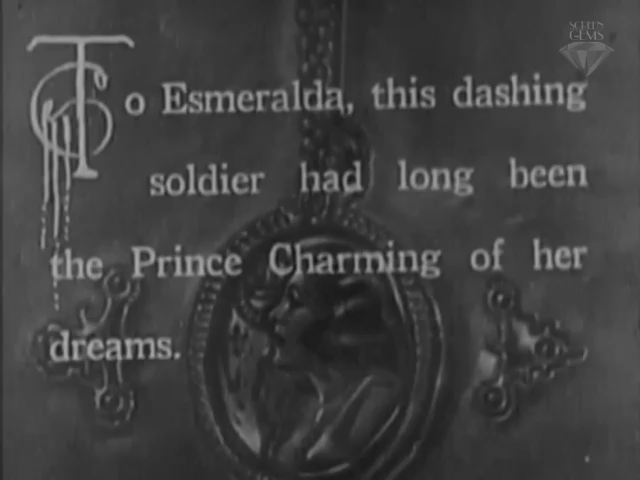 SCREEN
GEMS
To Esmeralda, this dashing
soldier had long been
the Prince Charming of her
dreams.